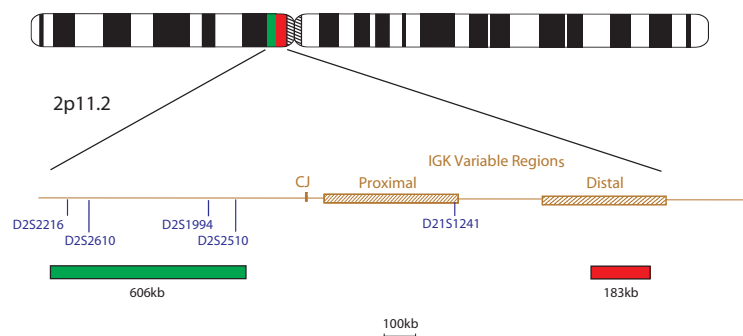 2p11.2
IGK Variable Regions
CJ
Proximal
Distal
D2S2216
D2S1994
D21S1241
D2S2610
D2S2510
606kb
183kb
100kb